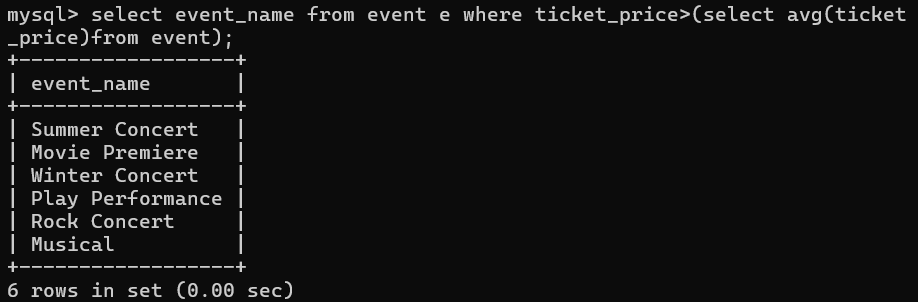 mysql> select event_name from event e where ticket_price>(select avg(ticket
_price)from event);
+------------------+
| event_name       |
+------------------+
| Summer Concert   |
| Movie Premiere   |
| Winter Concert   |
| Play Performance |
| Rock Concert     |
| Musical          |
+------------------+
6 rows in set (0.00 sec)